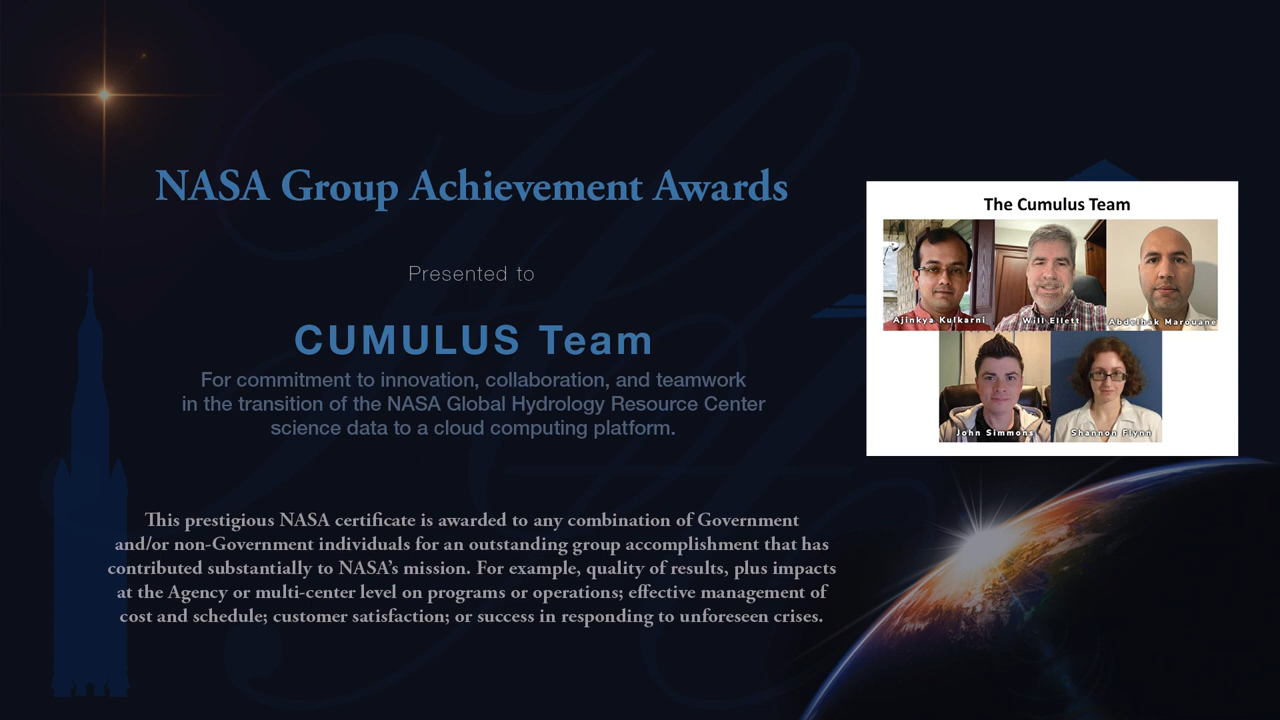 NASA Group Achievement Awards
Presented to
CUMULUS Team
For commitment to innovation, collaboration, and teamwork
in the transition of the NASA Global Hydrology Resource Center
science data to a cloud computing platform.
This prestigious NASA certificate is awarded to any combination of Government
and/or non-Government individuals for an outstanding group accomplishment that has
contributed substantially to NASA’s mission. For example, quality of results, plus impacts
at the Agency or multi-center level on programs or operations; effective management of
cost and schedule; customer satisfaction; or success in responding to unforeseen crises.
The Cumulus Team
Ajinkya Kulkarni
Will Ellett
Abdelhak Marouane
John Simmons
Shannon Flynn